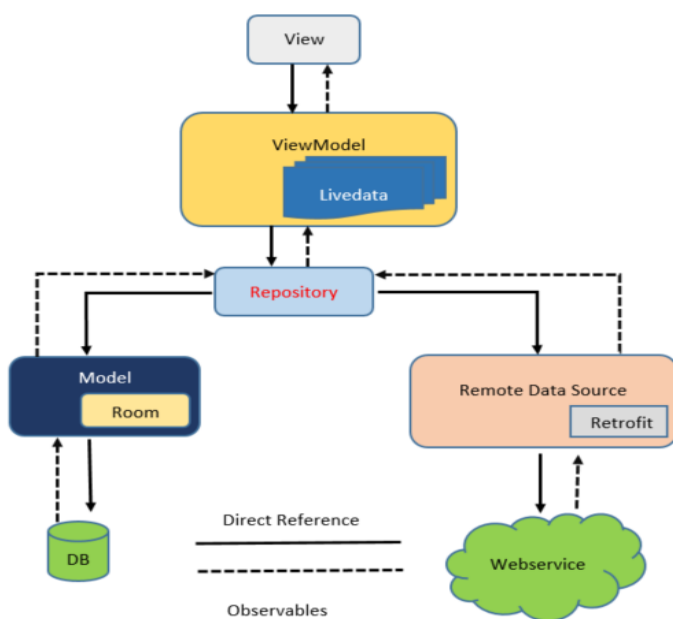 View
ViewModel
Livedata
Repository
Model
Room
Remote Data Source
Retrofit
DB
Direct Reference
Webservice
Observables